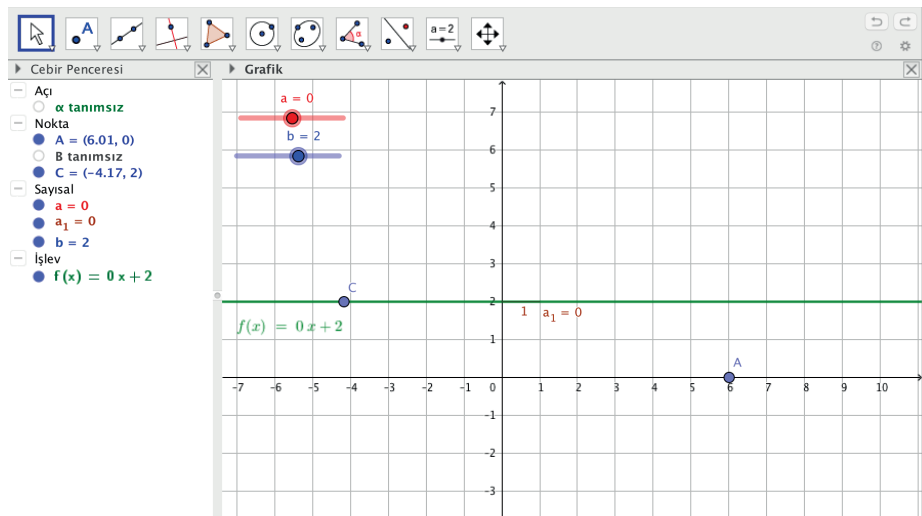 A
α
a=2
Cebir Penceresi
Grafik
Açı
α tanımsız
Nokta
A = (6.01, 0)
B tanımsız
C = (−4.17, 2)
Sayısal
a = 0
a₁ = 0
b = 2
İşlev
f(x) = 0 x + 2
a = 0
b = 2
7
6
5
4
3
C
2
1 a₁ = 0
f(x) = 0 x + 2
1
A
-7 -6 -5 -4 -3 -2 -1 0 1 2 3 4 5 6 7 8 9 10
-1
-2
-3